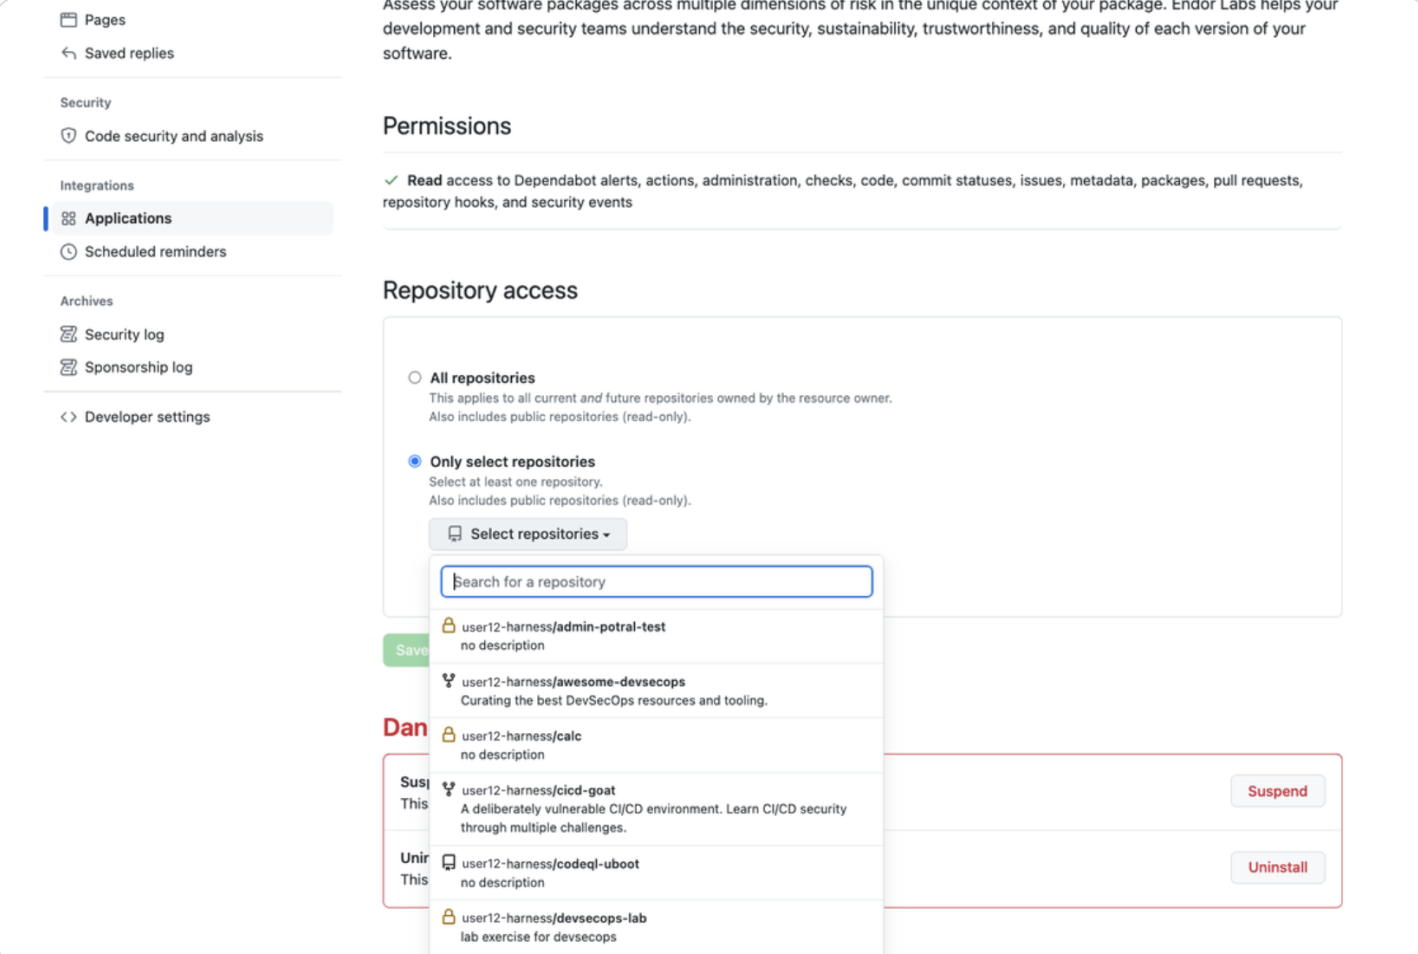 Pages
Saved replies
Security
Code security and analysis
Integrations
Applications
Scheduled reminders
Archives
Security log
Sponsorship log
Developer settings
Assess your software packages across multiple dimensions of risk in the unique context of your package. Endor Labs helps your
development and security teams understand the security, sustainability, trustworthiness, and quality of each version of your
software.
Permissions
Read access to Dependabot alerts, actions, administration, checks, code, commit statuses, issues, metadata, packages, pull requests,
repository hooks, and security events
Repository access
All repositories
This applies to all current and future repositories owned by the resource owner.
Also includes public repositories (read-only).
Only select repositories
Select at least one repository.
Also includes public repositories (read-only).
Select repositories
Search for a repository
user12-harness/admin-potral-test
no description
user12-harness/awesome-devsecops
Curating the best DevSecOps resources and tooling.
user12-harness/calc
no description
user12-harness/cicd-goat
A deliberately vulnerable CI/CD environment. Learn CI/CD security
through multiple challenges.
user12-harness/codeql-uboot
no description
user12-harness/devsecops-lab
lab exercise for devsecops
Save
Dan
Sus
This
Suspend
Unin
This
Uninstall